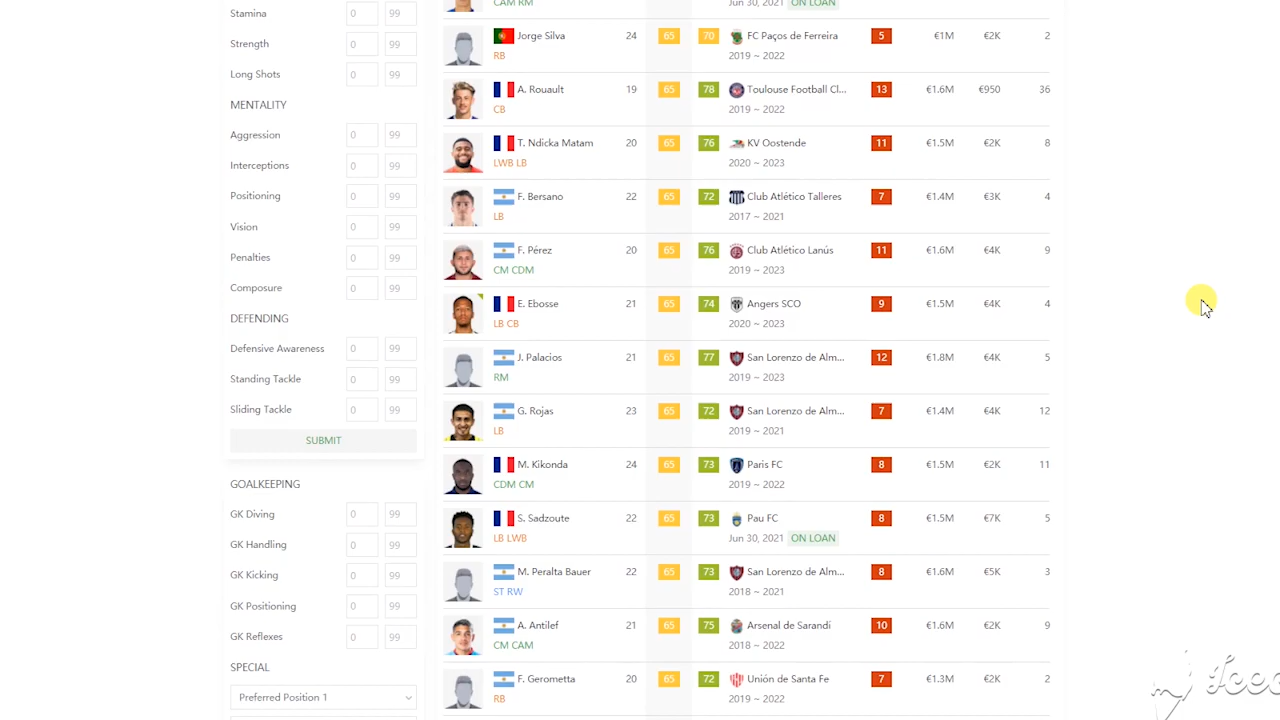 CAM RM Jun 30, 2021 ON LOAN
Stamina 0 99
Jorge Silva 24 65 70 FC Paços de Ferreira 5 €1M €2K 2
Strength 0 99
RB 2019 ~ 2022
Long Shots 0 99
A. Rouault 19 65 78 Toulouse Football Cl... 13 €1.6M €950 36
MENTALITY
CB 2019 ~ 2022
Aggression 0 99
T. Ndicka Matam 20 65 76 KV Oostende 11 €1.5M €2K 8
Interceptions 0 99
LWB LB 2020 ~ 2023
Positioning 0 99
F. Bersano 22 65 72 Club Atlético Talleres 7 €1.4M €3K 4
LB 2017 ~ 2021
Vision 0 99
F. Pérez 20 65 76 Club Atlético Lanús 11 €1.6M €4K 9
Penalties 0 99
CM CDM 2019 ~ 2023
Composure 0 99
E. Ebosse 21 65 74 Angers SCO 9 €1.5M €4K 4
DEFENDING
LB CB 2020 ~ 2023
Defensive Awareness 0 99
J. Palacios 21 65 77 San Lorenzo de Alm... 12 €1.8M €4K 5
Standing Tackle 0 99
RM 2019 ~ 2023
Sliding Tackle 0 99
G. Rojas 23 65 72 San Lorenzo de Alm... 7 €1.4M €4K 12
LB 2019 ~ 2021
SUBMIT
M. Kikonda 24 65 73 Paris FC 8 €1.5M €2K 11
GOALKEEPING
CDM CM 2019 ~ 2022
GK Diving 0 99
S. Sadzoute 22 65 73 Pau FC 8 €1.5M €7K 5
LB LWB Jun 30, 2021 ON LOAN
GK Handling 0 99
M. Peralta Bauer 22 65 73 San Lorenzo de Alm... 8 €1.6M €5K 3
GK Kicking 0 99
ST RW 2018 ~ 2021
GK Positioning 0 99
A. Antilef 21 65 75 Arsenal de Sarandí 10 €1.6M €2K 9
GK Reflexes 0 99
CM CAM 2018 ~ 2022
SPECIAL
F. Gerometta 20 65 72 Unión de Santa Fe 7 €1.3M €2K 2
Preferred Position 1
RB 2019 ~ 2022